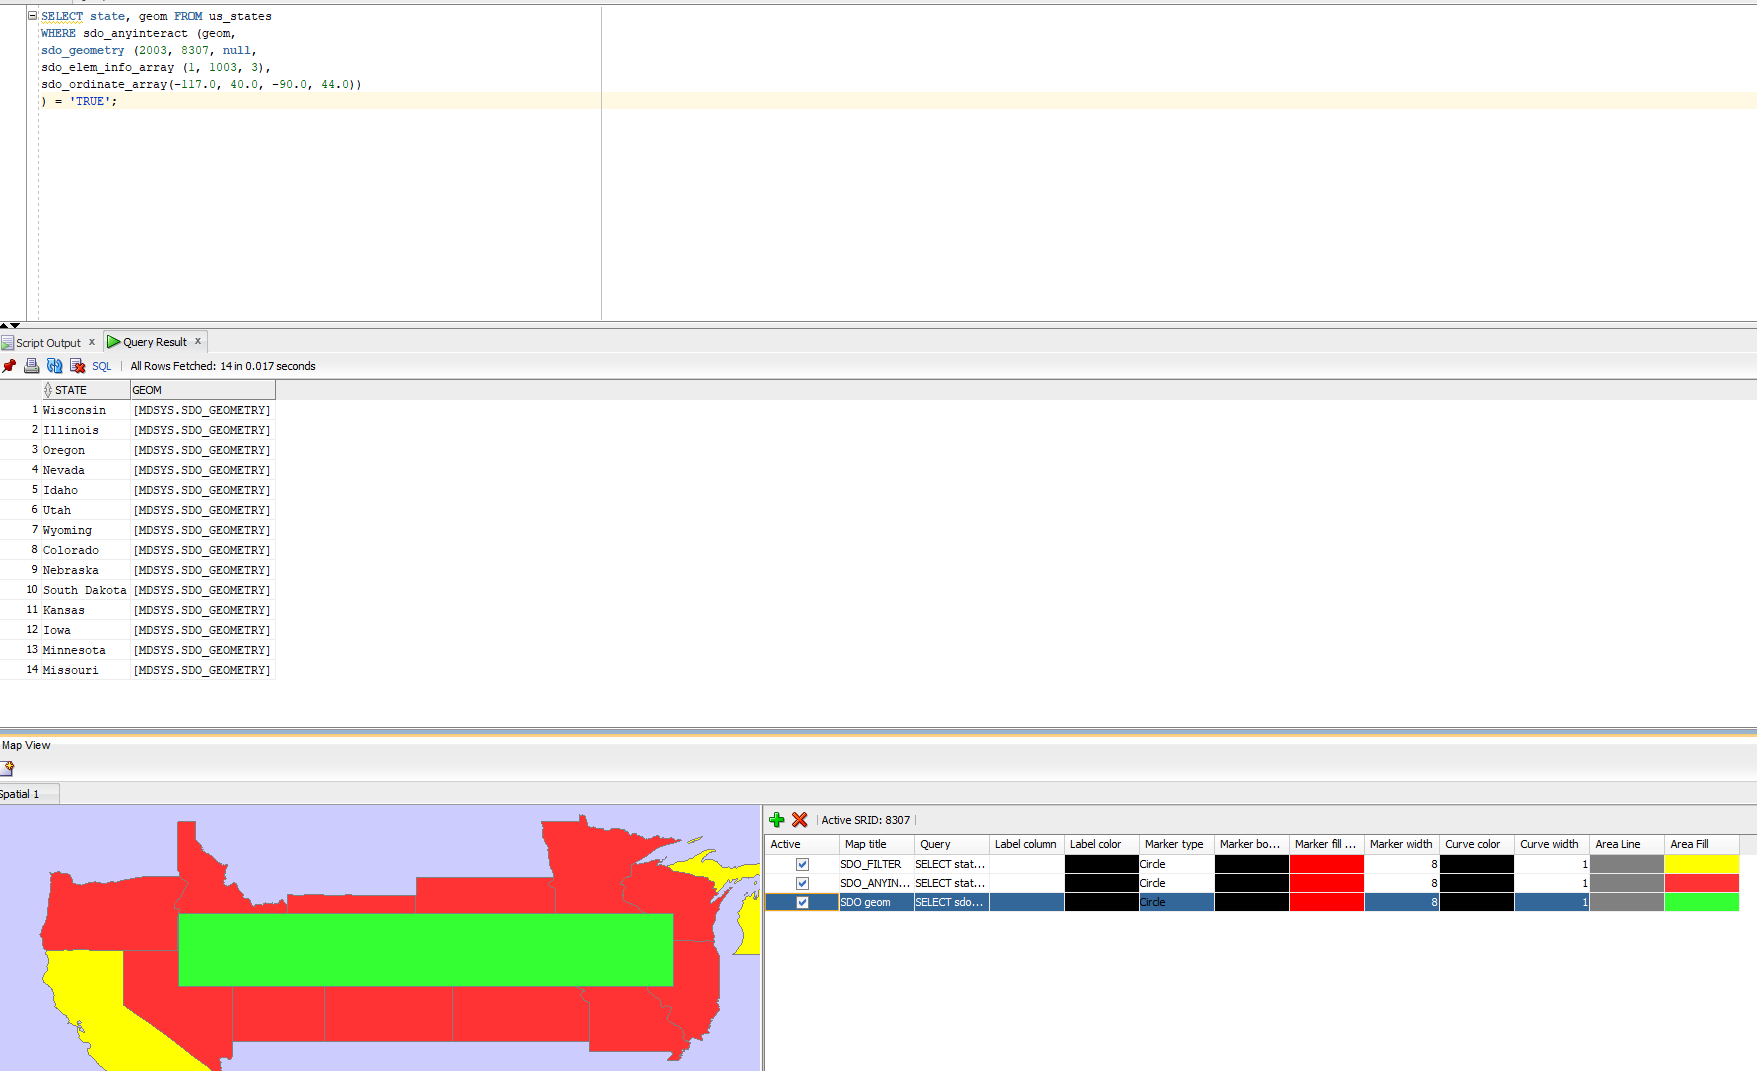 SELECT state, geom FROM us_states
WHERE sdo_anyinteract (geom,
sdo_geometry (2003, 8307, null,
sdo_elem_info_array (1, 1003, 3),
sdo_ordinate_array(-117.0, 40.0, -90.0, 44.0))
) = 'TRUE';
Script Output x Query Result x
SQL | All Rows Fetched: 14 in 0.017 seconds
STATE GEOM
1 Wisconsin [MDSYS.SDO_GEOMETRY]
2 Illinois [MDSYS.SDO_GEOMETRY]
3 Oregon [MDSYS.SDO_GEOMETRY]
4 Nevada [MDSYS.SDO_GEOMETRY]
5 Idaho [MDSYS.SDO_GEOMETRY]
6 Utah [MDSYS.SDO_GEOMETRY]
7 Wyoming [MDSYS.SDO_GEOMETRY]
8 Colorado [MDSYS.SDO_GEOMETRY]
9 Nebraska [MDSYS.SDO_GEOMETRY]
10 South Dakota [MDSYS.SDO_GEOMETRY]
11 Kansas [MDSYS.SDO_GEOMETRY]
12 Iowa [MDSYS.SDO_GEOMETRY]
13 Minnesota [MDSYS.SDO_GEOMETRY]
14 Missouri [MDSYS.SDO_GEOMETRY]
Map View
Spatial 1
Active SRID: 8307
Active Map title Query Label column Label color Marker type Marker bo... Marker fill ... Marker width Curve color Curve width Area Line Area Fill
SDO_FILTER SELECT stat... Circle 8 1
SDO_ANYIN... SELECT stat... Circle 8 1
SDO geom SELECT sdo... Circle 8 1